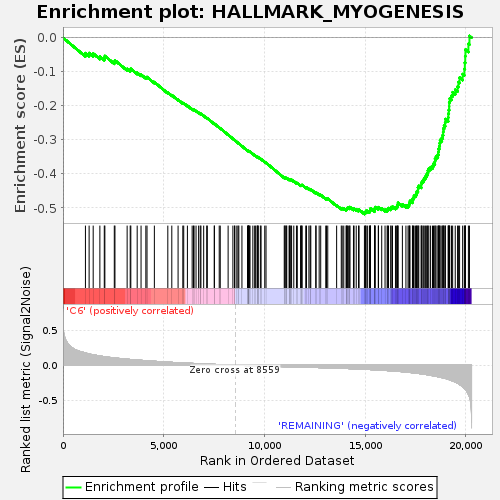 Enrichment plot: HALLMARK_MYOGENESIS
Enrichment score (ES)
0.0
-0.1
-0.2
-0.3
-0.4
-0.5
Ranked list metric (Signal2Noise)
'C6' (positively correlated)
0.5
0.0
-0.5
Zero cross at 8559
'REMAINING' (negatively correlated)
0
5,000
10,000
15,000
20,000
Rank in Ordered Dataset
Enrichment profile
Hits
Ranking metric scores